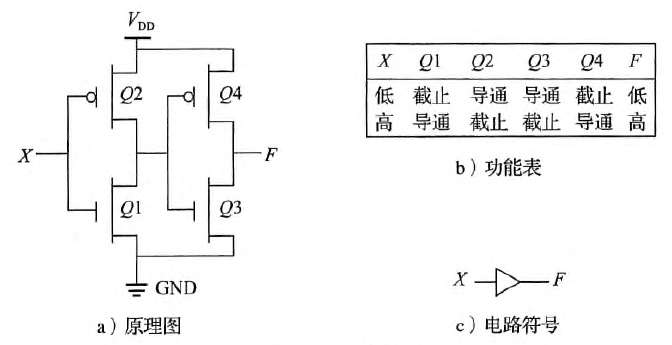 V_DD
Q2
Q4
X
F
Q1
Q3
GND
a）原理图
X Q1 Q2 Q3 Q4 F
低 截止 导通 导通 截止 低
高 导通 截止 截止 导通 高
b）功能表
X F
c）电路符号